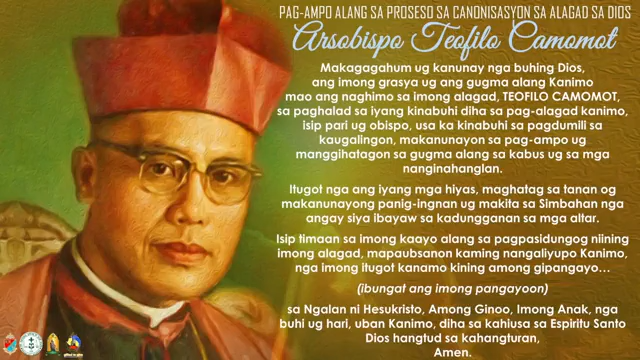 PAG-AMPO ALANG SA PROSESO SA CANONISASYON SA ALAGAD SA DIOS
Arsobispo Teofilo Camomot
Makagagahum ug kanunay nga buhing Dios,
ang imong grasya ug ang gugma alang Kanimo
mao ang naghimo sa imong alagad, TEOFILO CAMOMOT,
sa paghalad sa iyang kinabuhi diha sa pag-alagad kanimo,
isip pari ug obispo, usa ka kinabuhi sa pagdumili sa
kaugalingon, makanunayon sa pag-ampo ug
manggihatagon sa gugma alang sa kabus ug sa mga
nanginahanglan.
Itugot nga ang iyang mga hiyas, maghatag sa tanan og
makanunayong panig-ingnan ug makita sa Simbahan nga
angay siya ibayaw sa kadungganan sa mga altar.
Isip timaan sa imong kaayo alang sa pagpasidungog niining
imong alagad, mapaubsanon kaming nangaliyupo Kanimo,
nga imong itugot kanamo kining among gipangayo…
(ibungat ang imong pangayoon)
sa Ngalan ni Hesukristo, Among Ginoo, Imong Anak, nga
buhi ug hari, uban Kanimo, diha sa kahiusa sa Espiritu Santo
Dios hangtud sa kahangturan,
Amen.